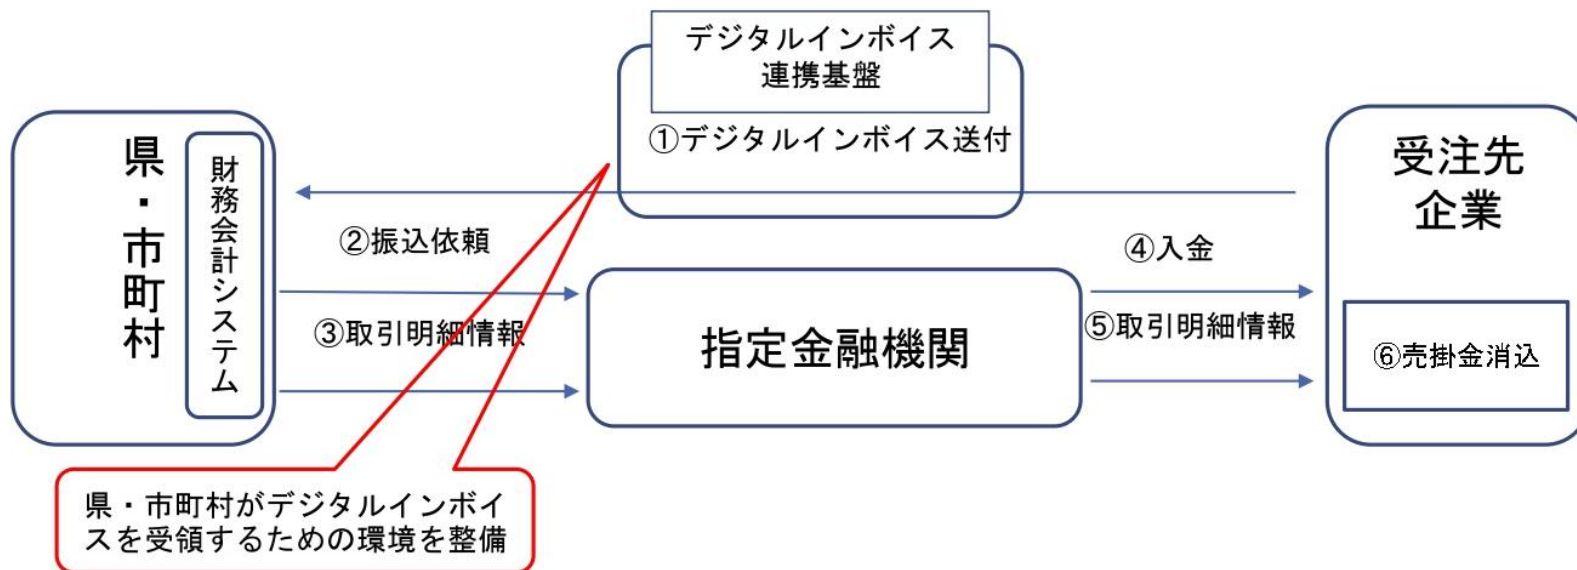 デジタルインボイス
連携基盤
①デジタルインボイス送付
県・市町村
財務会計システム
受注先
企業
②振込依頼
④入金
③取引明細情報
指定金融機関
⑤取引明細情報
⑥売掛金消込
県・市町村がデジタルインボイ
スを受領するための環境を整備